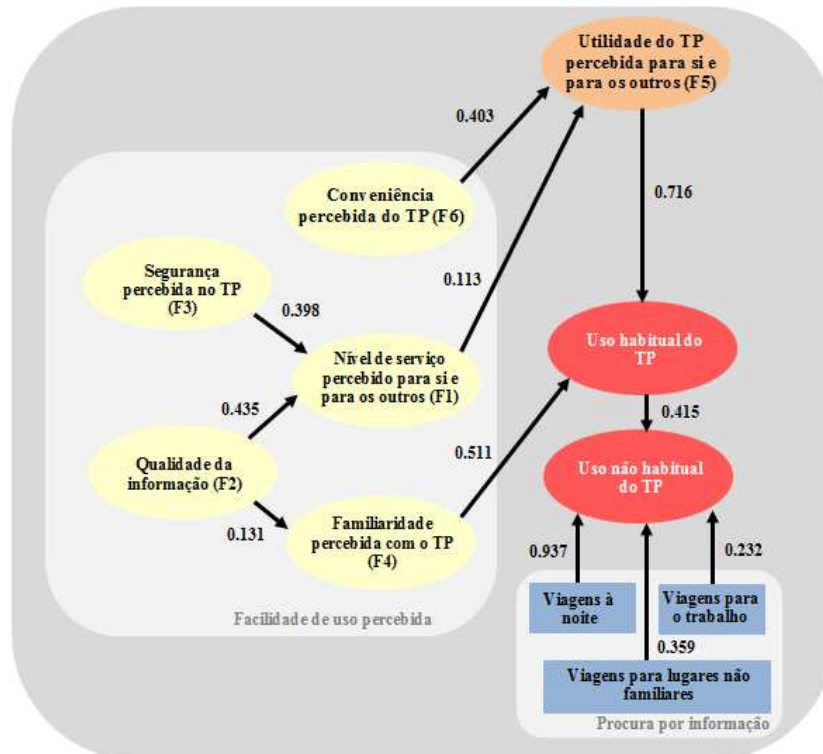 Utilidade do TP
percebida para si e
para os outros (F5)
0.403
Conveniência
percebida do TP (F6)
0.716
Segurança
percebida no TP
(F3)
0.398
0.113
Nível de serviço
percebido para si e
para os outros (F1)
Uso habitual do
TP
0.435
0.415
Qualidade da
informação (F2)
0.511
Uso não habitual
do TP
0.131
Familiaridade
percebida com o TP
(F4)
0.937
0.232
Viagens à
noite
Viagens para
o trabalho
Facilidade de uso percebida
0.359
Viagens para lugares não
familiares
Procura por informação